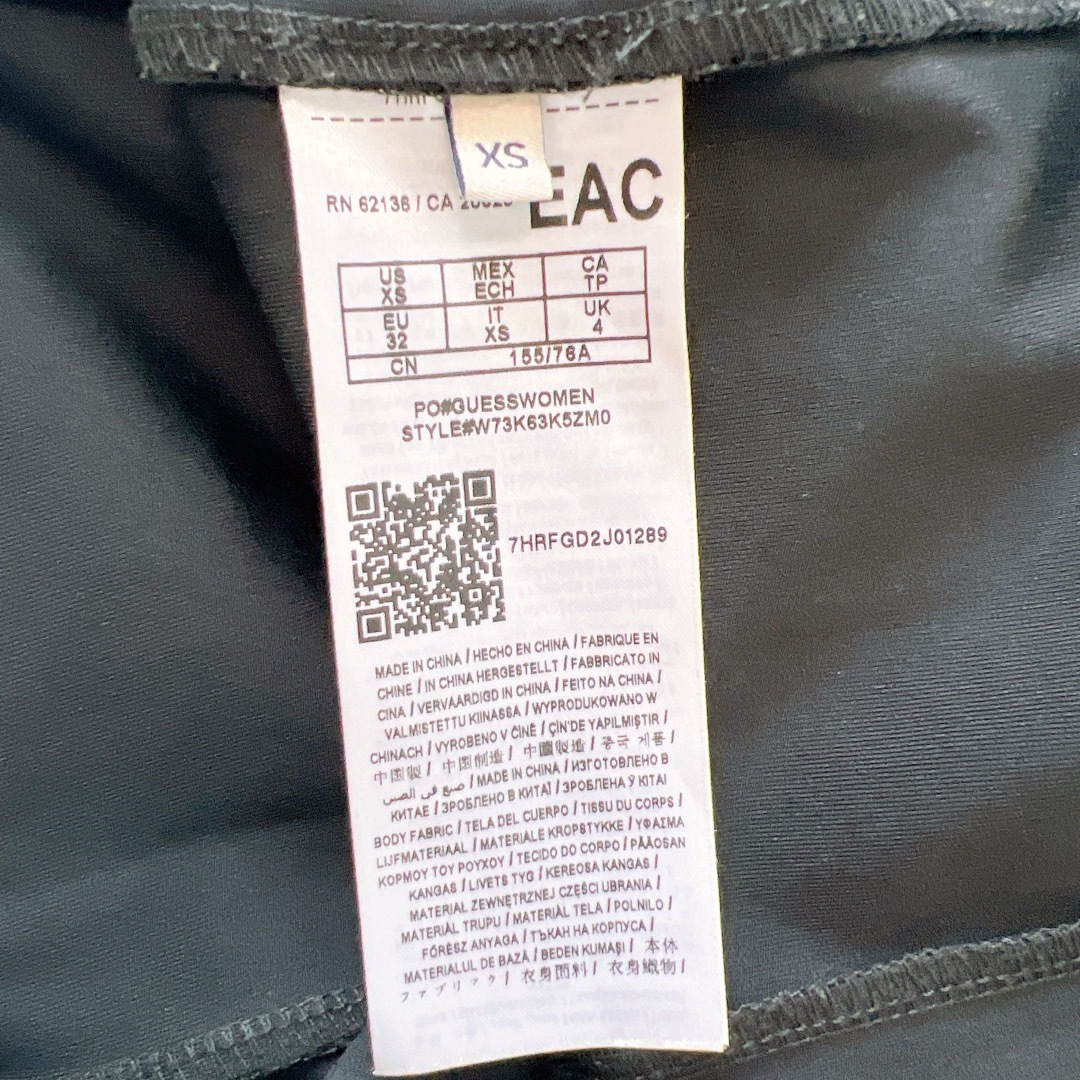 XS
RN 62136 / CA
EAC
US MEX CA
XS ECH TP
EU IT UK
32 XS 4
CN 155/76A
PO#GUESSWOMEN
STYLE#W73K63K5ZM0
7HRFGD2J01289
MADE IN CHINA / HECHO EN CHINA / FABRIQUE EN
CHINE / IN CHINA HERGESTELLT / FABBRICATO IN
CINA / VERVAARDIGD IN CHINA / FEITO NA CHINA /
VALMISTETTU KIINASSA / WYPRODUKOWANO W
CHINACH / VYROBENO V ČÍNĚ / ÇİN'DE YAPILMIŞTIR /
中国製 / 中国制造 / 中國製造 / 중국 제품 /
صنع في الصين / MADE IN CHINA / ИЗГОТОВЛЕНО В
КИТАЕ / ЗРОБЛЕНО В КИТАЇ / ЗРОБЛЕНА Ў КІТАІ
BODY FABRIC / TELA DEL CUERPO / TISSU DU CORPS /
LIJFMATERIAAL / MATERIALE KROPSTYKKE / ΥΦΑΣΜΑ
ΚΟΡΜΟΥ ΤΟΥ ΡΟΥΧΟΥ / TECIDO DO CORPO / PÄÄOSAN
KANGAS / LIVETS TYG / KEREOSA KANGAS /
MATERIAŁ ZEWNĘTRZNEJ CZĘŚCI UBRANIA /
MATERIÁL TRUPU / MATERIÁL TELA / POLNILO /
FŐRÉSZ ANYAGA / ТЪКАН НА КОРПУСА /
MATERIALUL DE BAZĂ / BEDEN KUMAŞI / 本体
ファブリック / 衣身面料 / 衣身織物 /